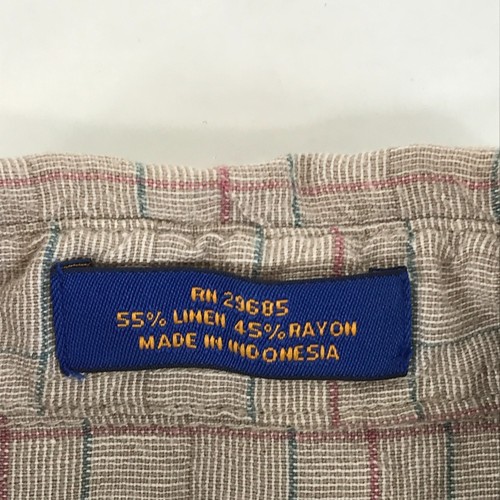 RN 29685
55% LINEN 45% RAYON
MADE IN INDONESIA